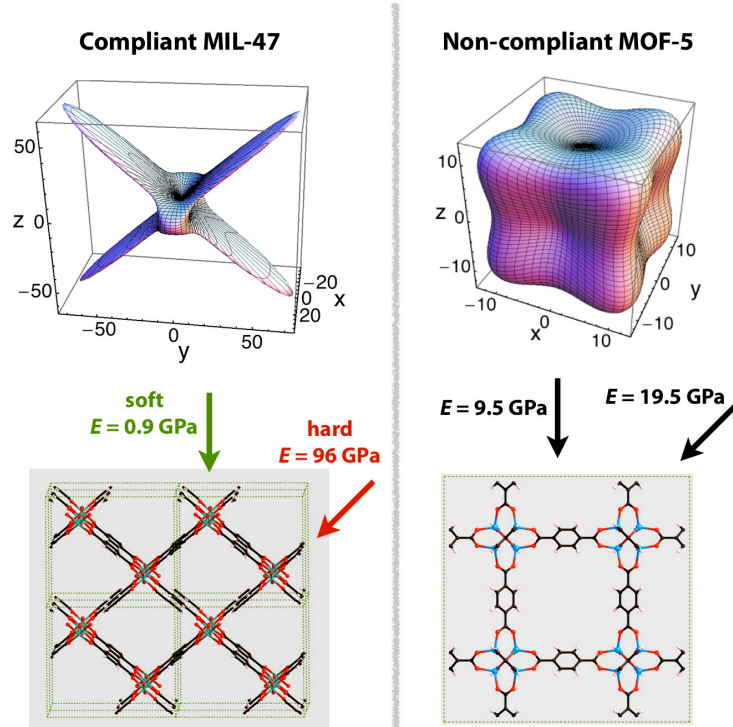 Compliant MIL-47
50
z
0
−50
−50
0
50
y
−20
0
20
x
soft
E = 0.9 GPa
hard
E = 96 GPa
Non-compliant MOF-5
10
z
0
−10
−10
0
10
x
10
0
−10
y
E = 9.5 GPa
E = 19.5 GPa